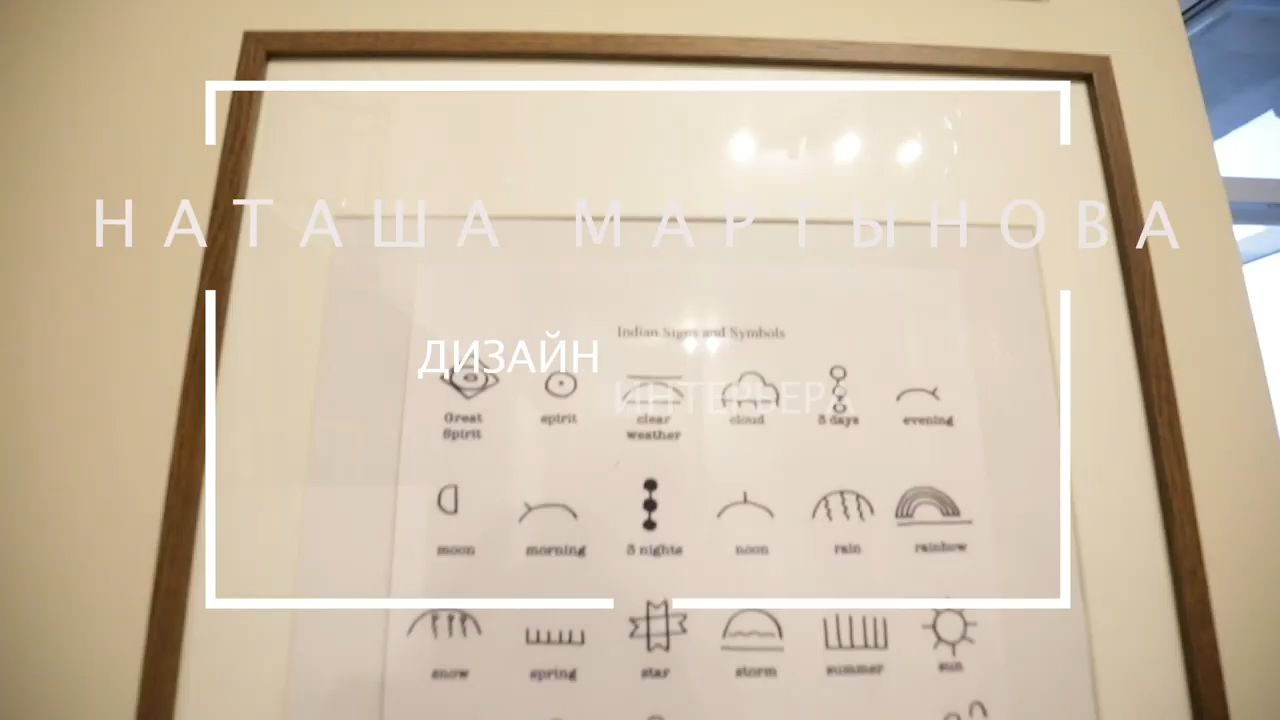 НАТАША МАРТЫНОВА
Indian Signs and Symbols
ДИЗАЙН
ИНТЕРЬЕРА
Great Spirit
spirit
clear weather
cloud
3 days
evening
moon
morning
3 nights
noon
rain
rainbow
snow
spring
star
storm
summer
sun